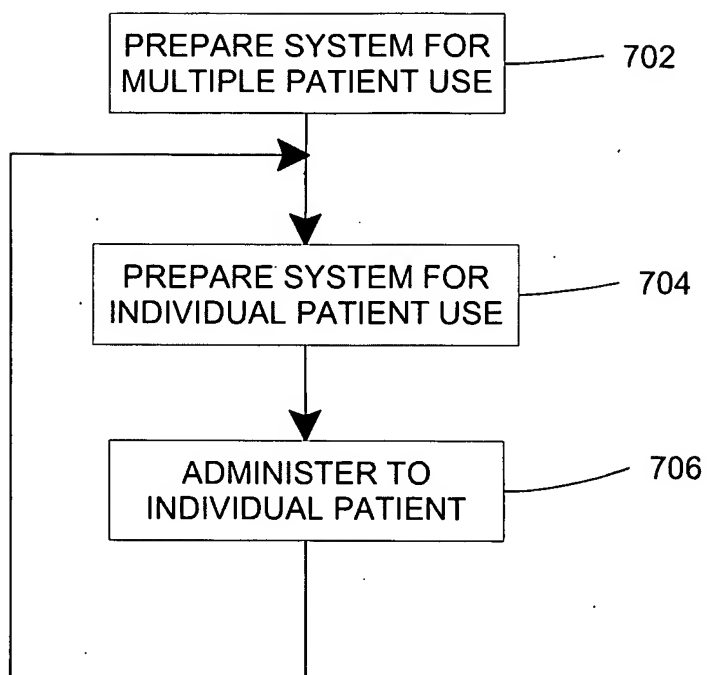 PREPARE SYSTEM FOR
MULTIPLE PATIENT USE
702
PREPARE SYSTEM FOR
INDIVIDUAL PATIENT USE
704
ADMINISTER TO
INDIVIDUAL PATIENT
706